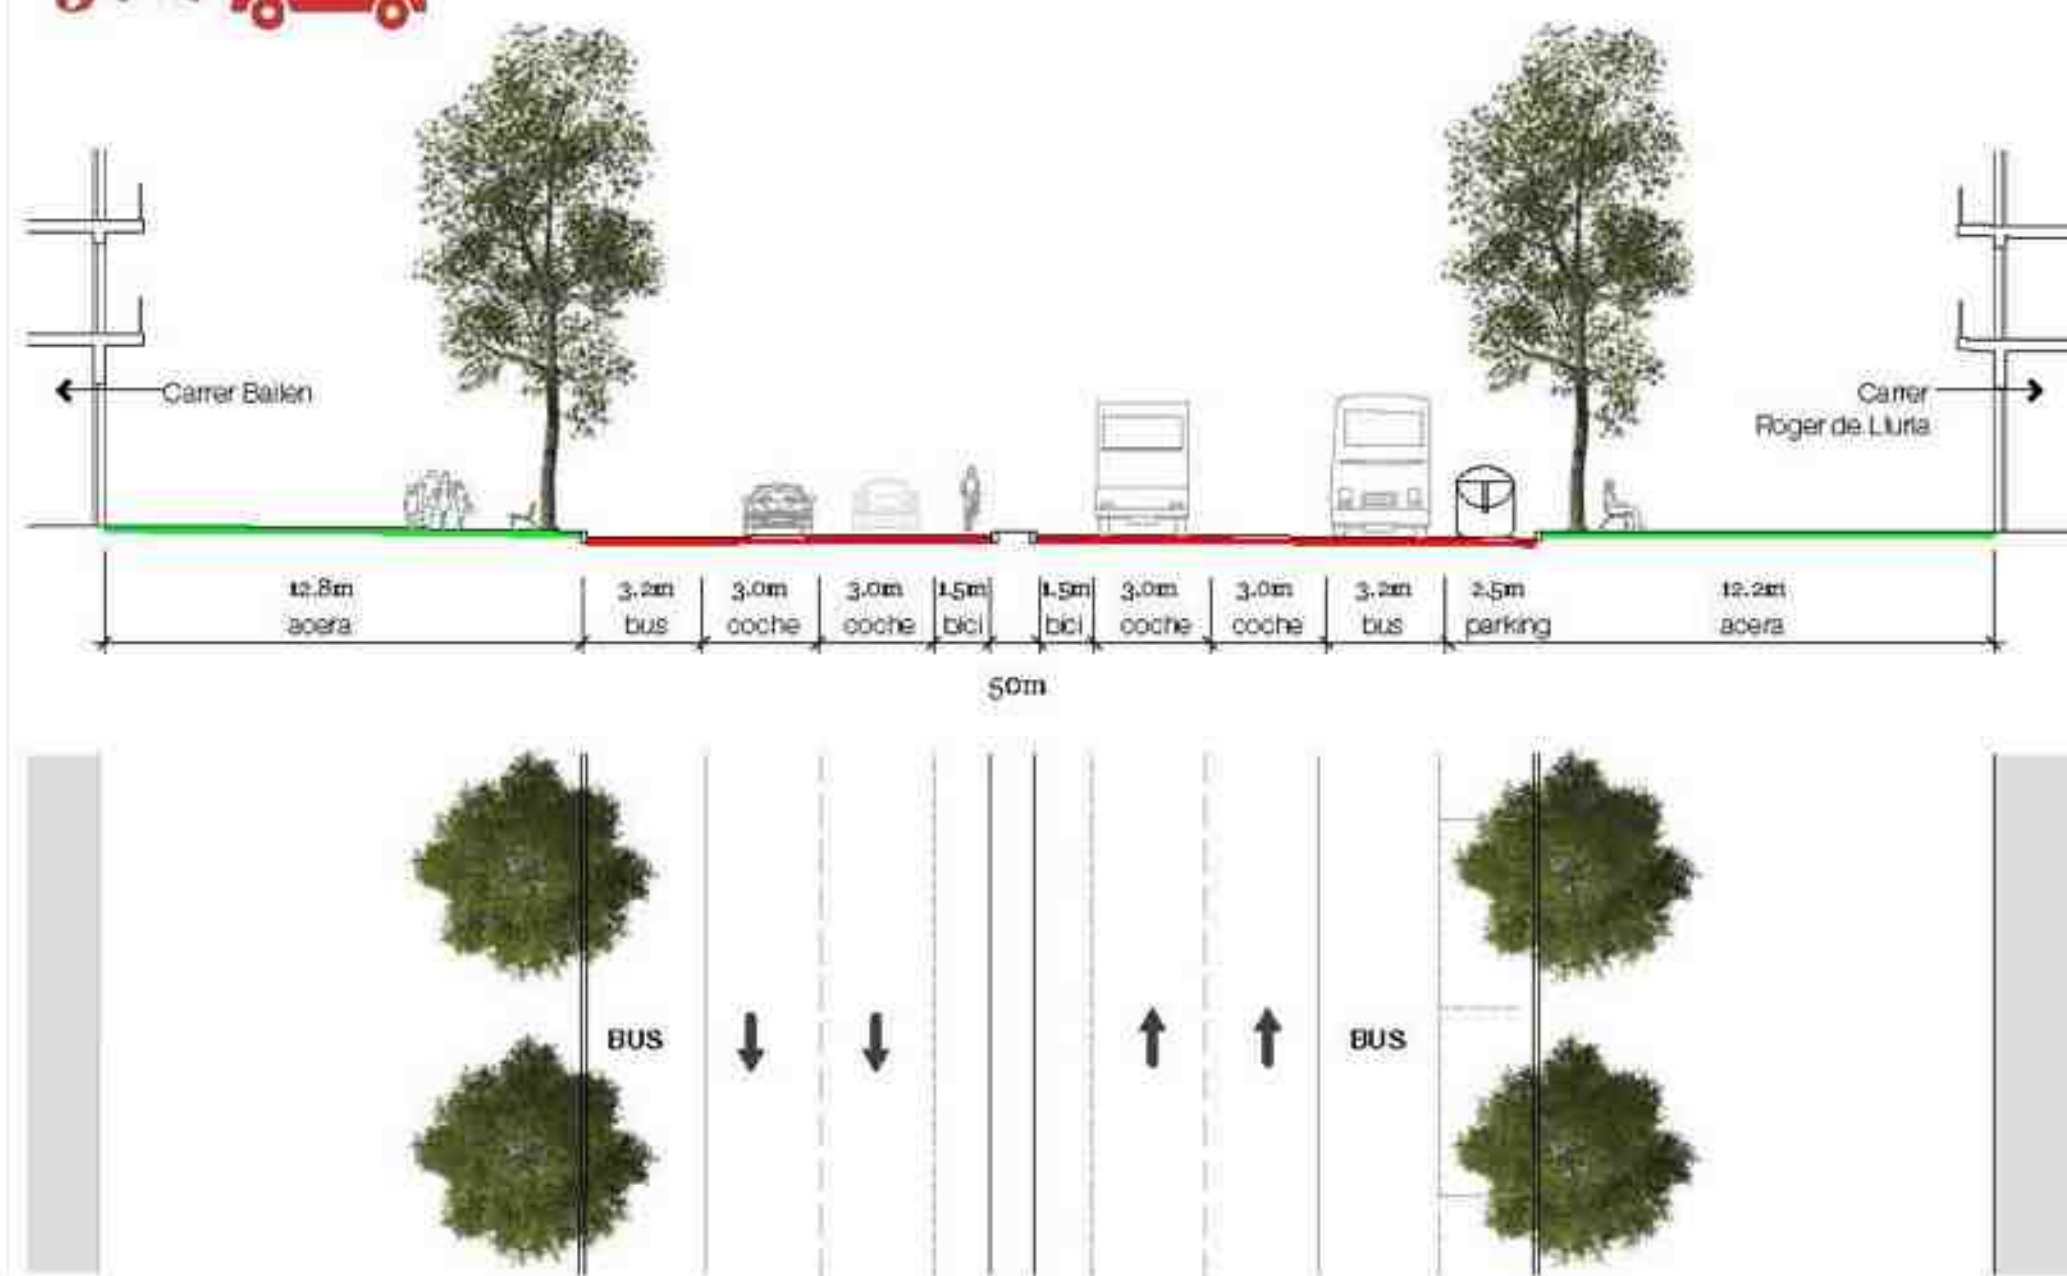 Carrer Bailén
Carrer
Roger de Lluria
12.8m 3.2m 3.0m 3.0m 1.5m 1.5m 3.0m 3.0m 3.2m 2.5m 12.2m
acera bus coche coche bici bici coche coche bus parking acera
50m
BUS BUS